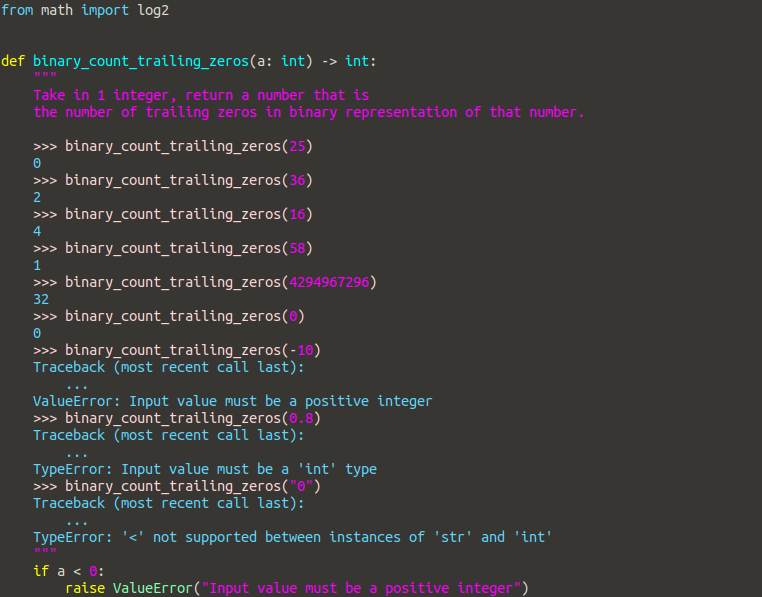 from math import log2
def binary_count_trailing_zeros(a: int) -> int:
"""
Take in 1 integer, return a number that is
the number of trailing zeros in binary representation of that number.
>>> binary_count_trailing_zeros(25)
0
>>> binary_count_trailing_zeros(36)
2
>>> binary_count_trailing_zeros(16)
4
>>> binary_count_trailing_zeros(58)
1
>>> binary_count_trailing_zeros(4294967296)
32
>>> binary_count_trailing_zeros(0)
0
>>> binary_count_trailing_zeros(-10)
Traceback (most recent call last):
...
ValueError: Input value must be a positive integer
>>> binary_count_trailing_zeros(0.8)
Traceback (most recent call last):
...
TypeError: Input value must be a 'int' type
>>> binary_count_trailing_zeros("0")
Traceback (most recent call last):
...
TypeError: '<' not supported between instances of 'str' and 'int'
"""
if a < 0:
raise ValueError("Input value must be a positive integer")